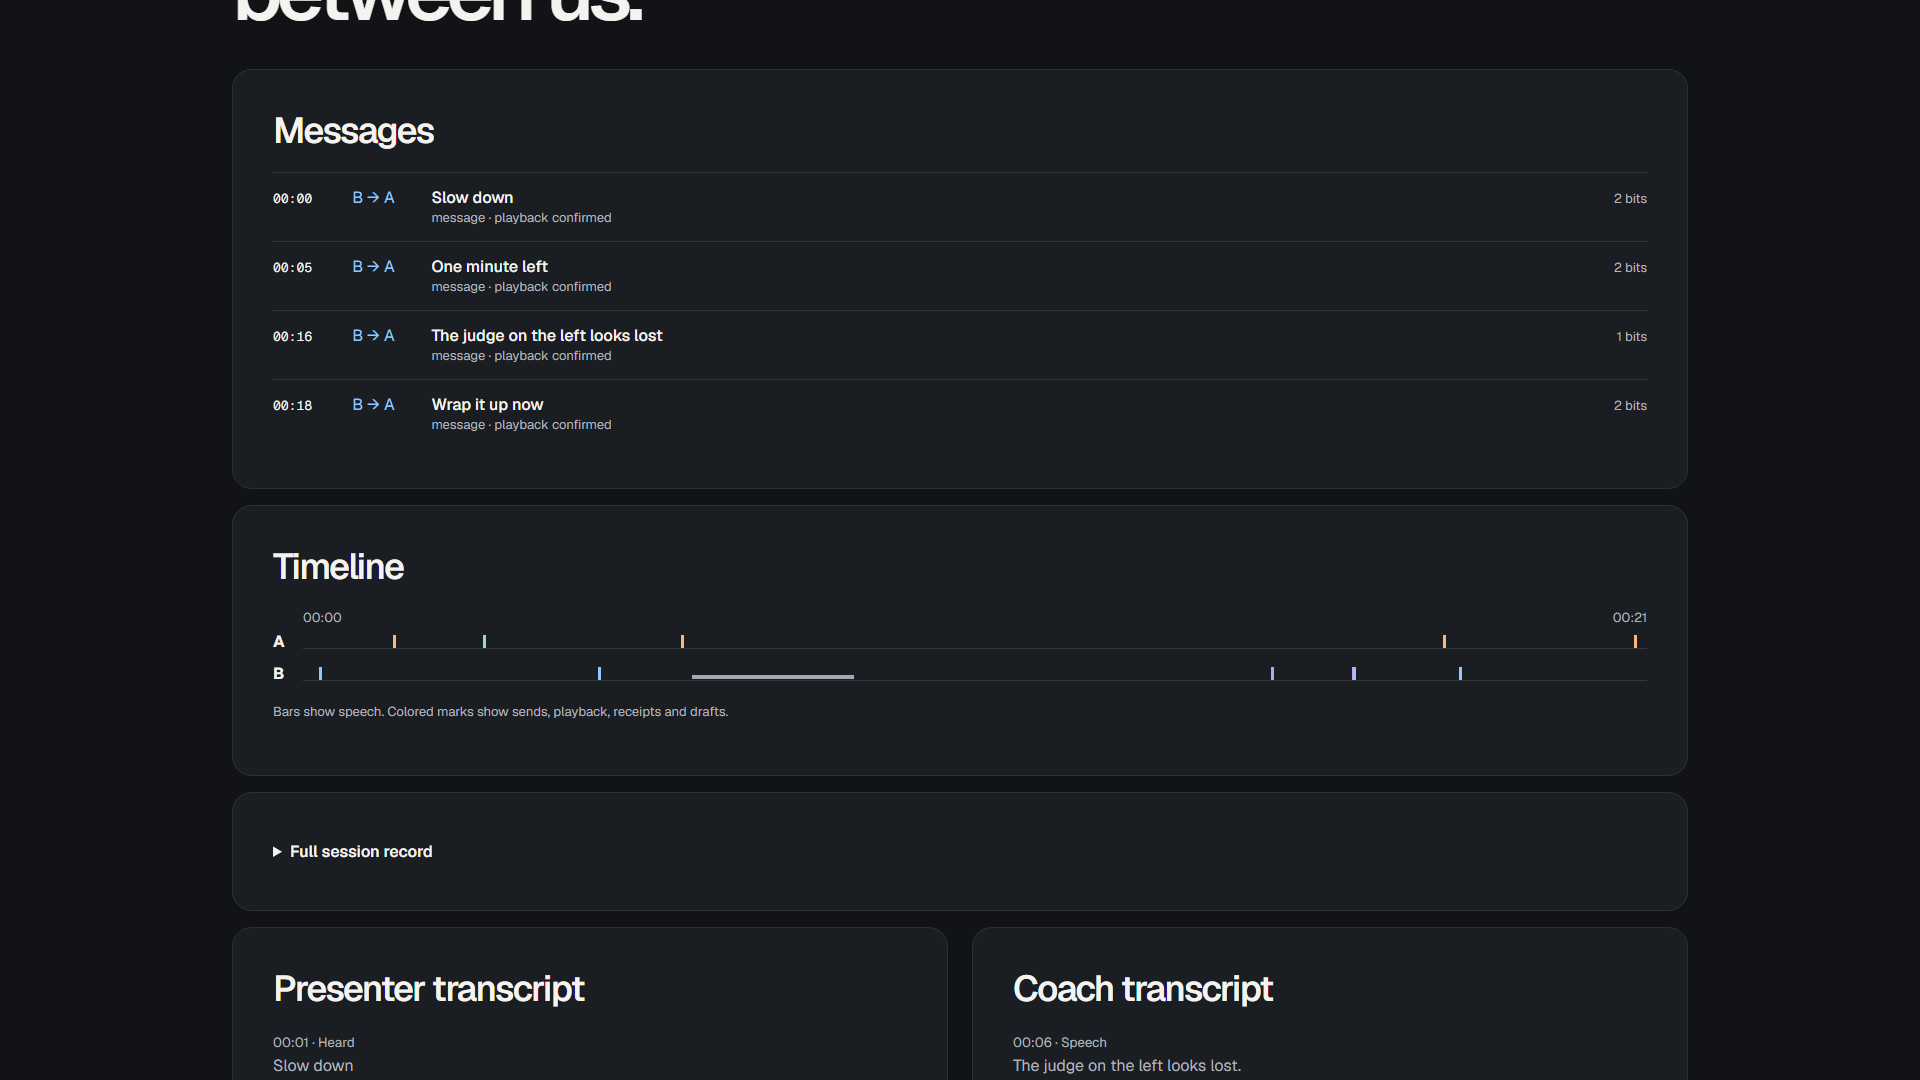 between us.
Messages
00:00 B → A Slow down 2 bits
message · playback confirmed
00:05 B → A One minute left 2 bits
message · playback confirmed
00:16 B → A The judge on the left looks lost 1 bits
message · playback confirmed
00:18 B → A Wrap it up now 2 bits
message · playback confirmed
Timeline
00:00 00:21
A
B
Bars show speech. Colored marks show sends, playback, receipts and drafts.
Full session record
Presenter transcript
00:01 · Heard
Slow down
Coach transcript
00:06 · Speech
The judge on the left looks lost.